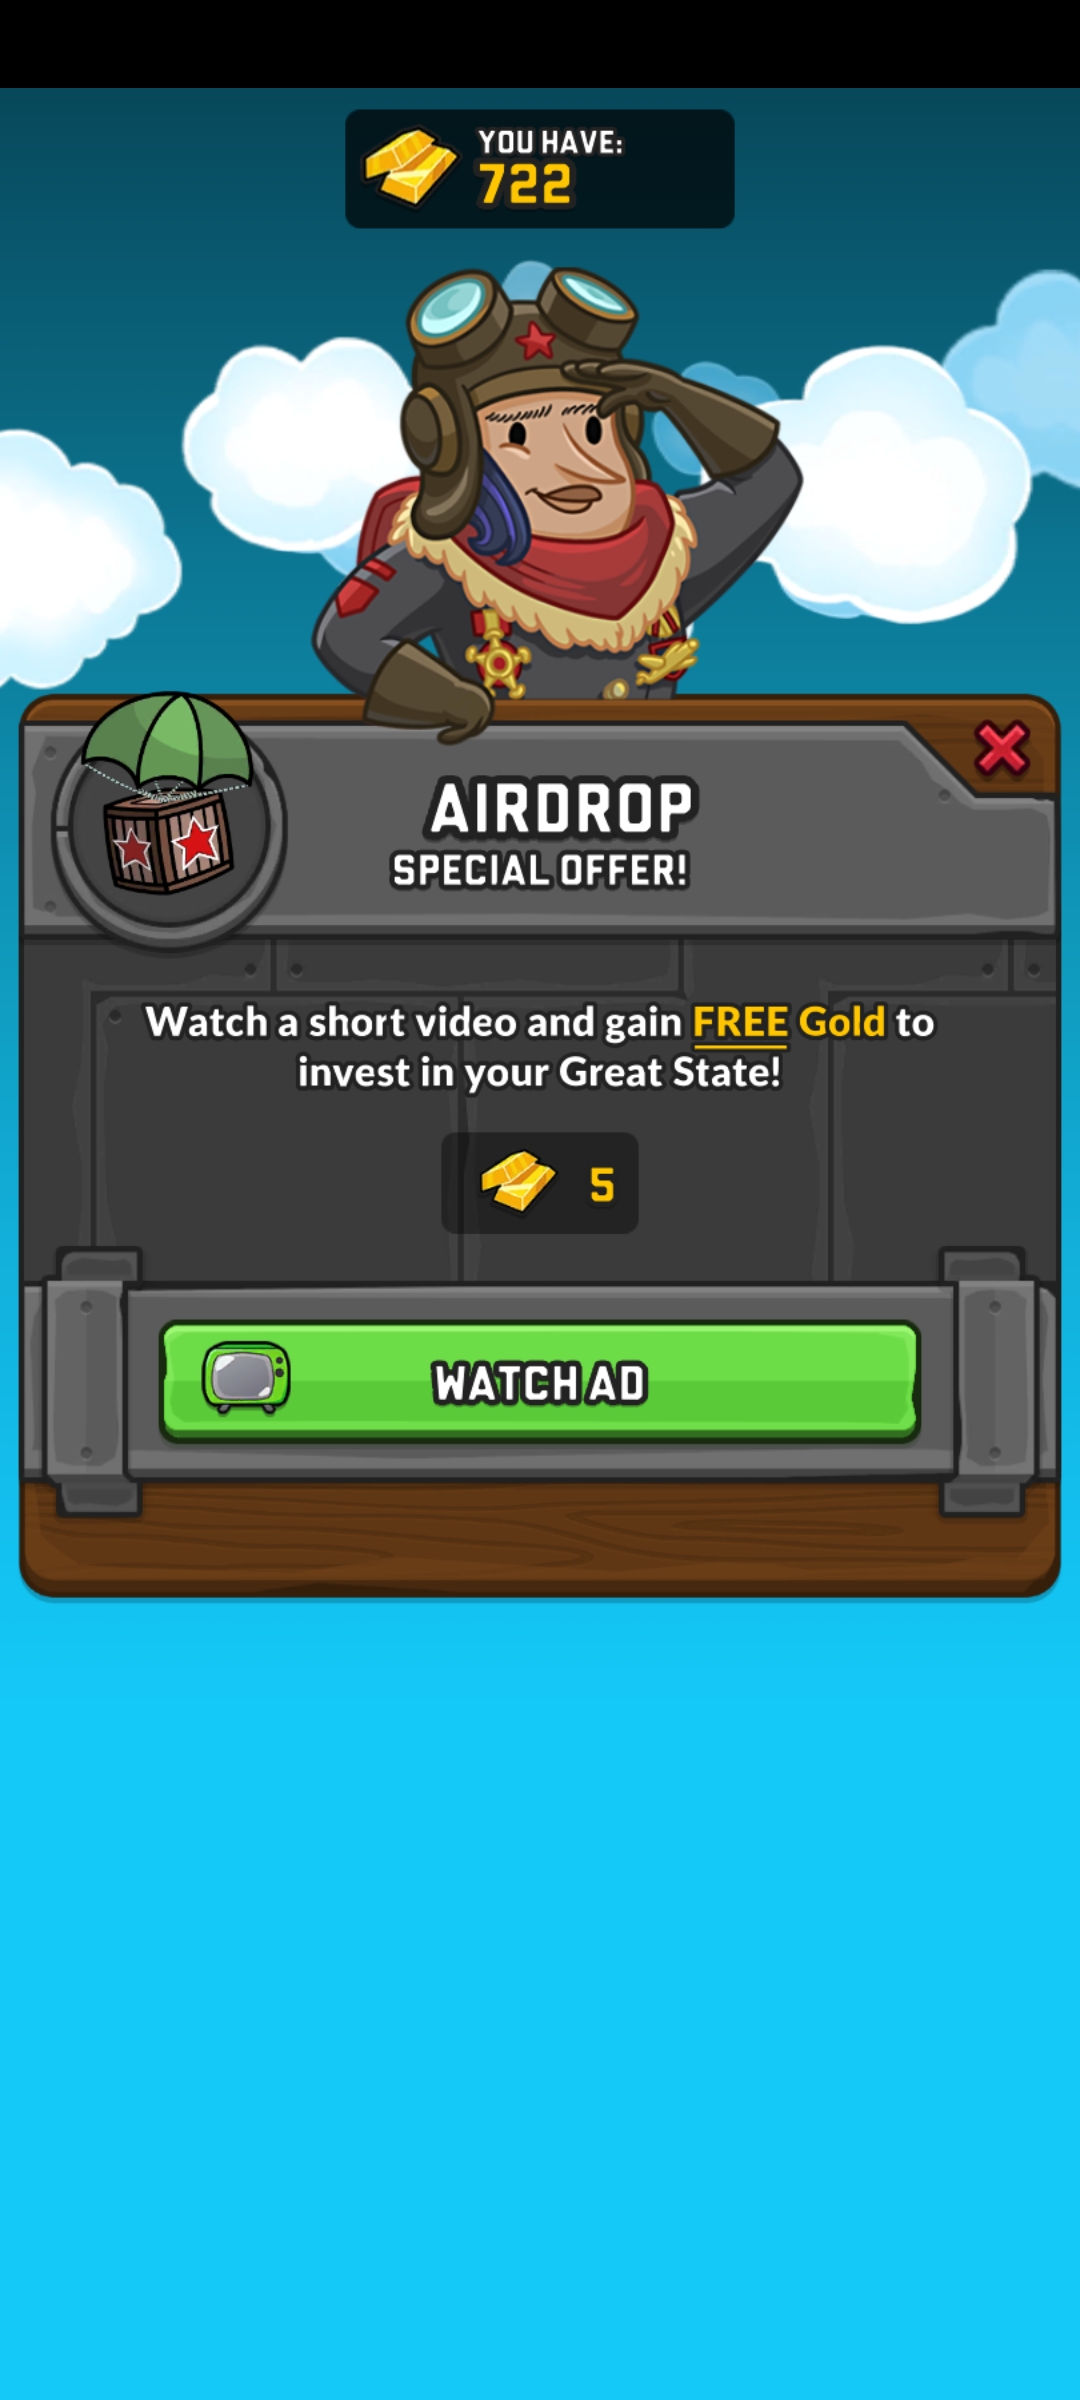 YOU HAVE:
722
AIRDROP
SPECIAL OFFER!
Watch a short video and gain FREE Gold to
invest in your Great State!
5
WATCH AD